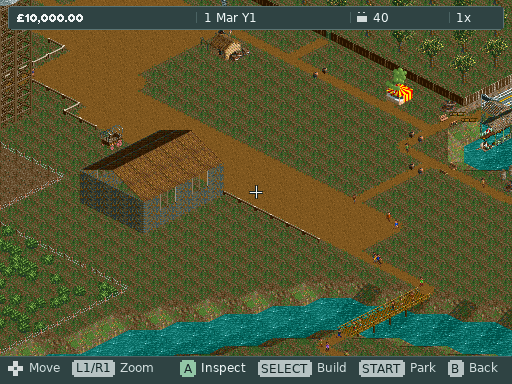 £10,000.00 1 Mar Y1 40 1x
Move L1/R1 Zoom A Inspect SELECT Build START Park B Back